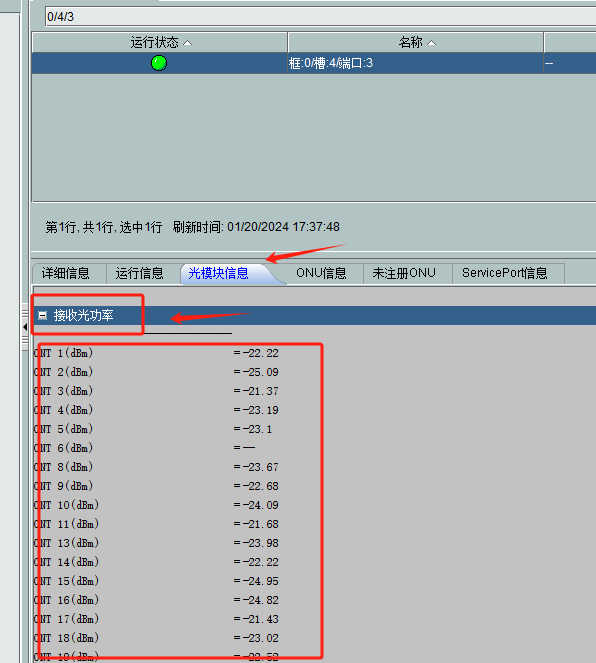 0/4/3
运行状态 名称
框:0/槽:4/端口:3 --
第1行, 共1行, 选中1行 刷新时间: 01/20/2024 17:37:48
详细信息 运行信息 光模块信息 ONU信息 未注册ONU ServicePort信息
接收光功率
ONT 1(dBm) =-22.22
ONT 2(dBm) =-25.09
ONT 3(dBm) =-21.37
ONT 4(dBm) =-23.19
ONT 5(dBm) =-23.1
ONT 6(dBm) =--
ONT 8(dBm) =-23.67
ONT 9(dBm) =-22.68
ONT 10(dBm) =-24.09
ONT 11(dBm) =-21.68
ONT 13(dBm) =-23.98
ONT 14(dBm) =-22.22
ONT 15(dBm) =-24.95
ONT 16(dBm) =-24.82
ONT 17(dBm) =-21.43
ONT 18(dBm) =-23.02
ONT 19(dBm) =-22.52